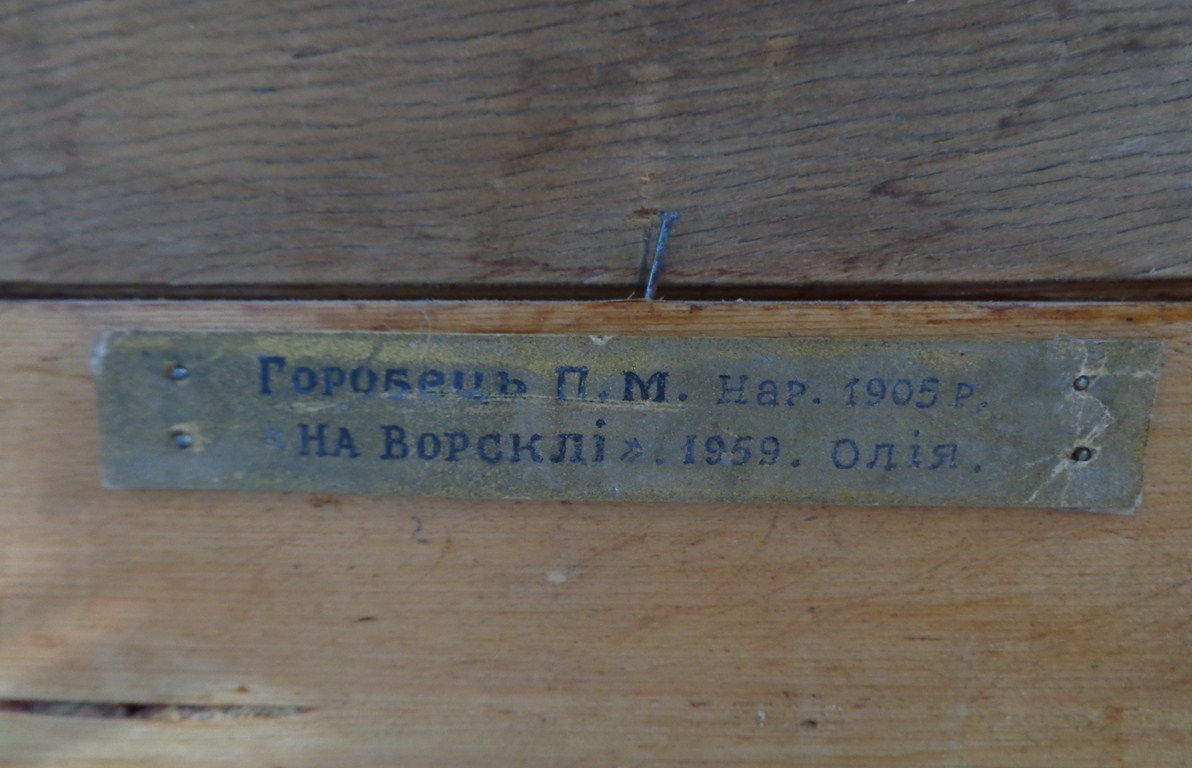 Горобець П.М. Нар. 1905 р.
«НА ВОРСКЛІ». 1959. Олія.